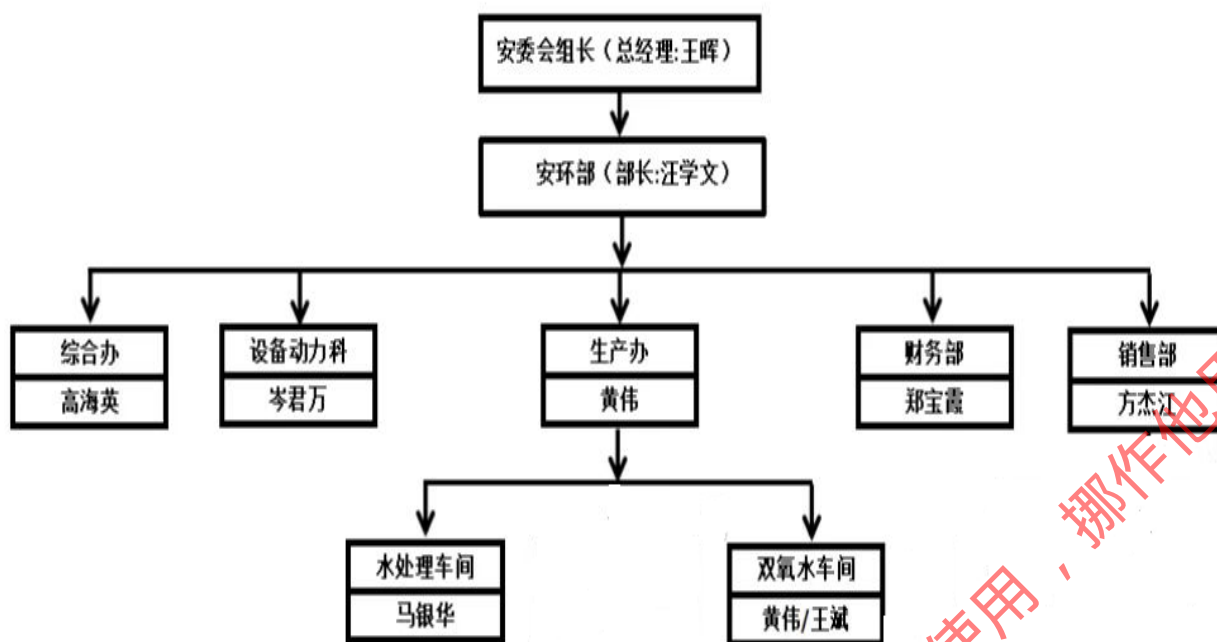 安委会组长（总经理:王晖）
安环部（部长:汪学文）
综合办
高海英
设备动力科
岑君万
生产办
黄伟
财务部
郑宝霞
销售部
方杰江
水处理车间
马银华
双氧水车间
黄伟/王斌
使用，挪作他用